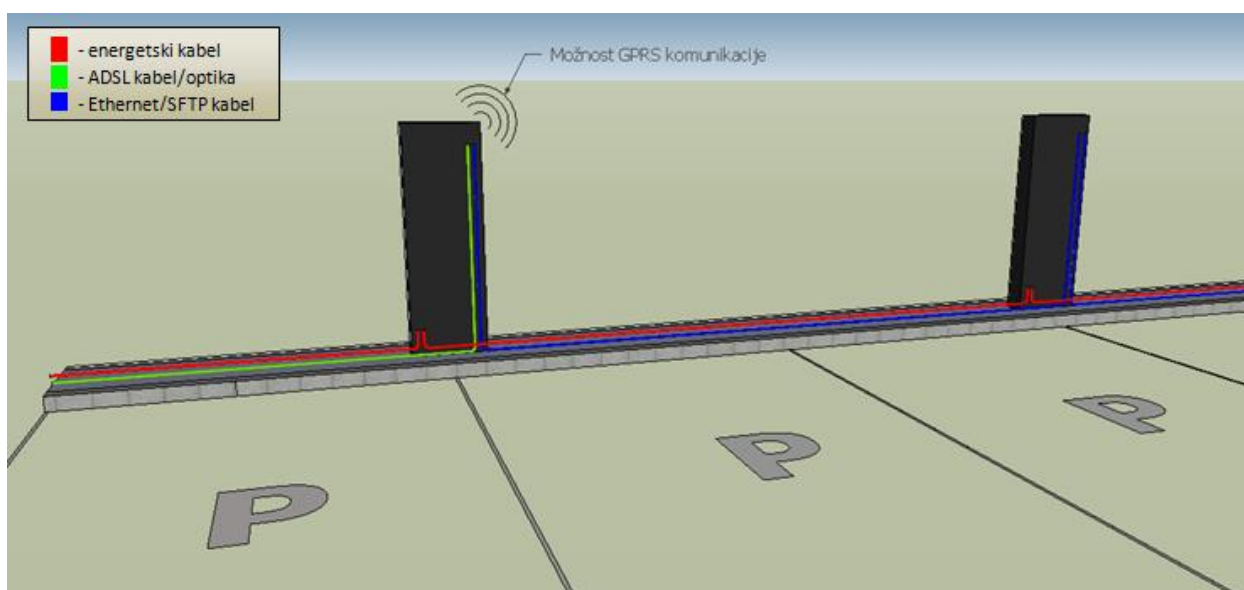 - energetski kabel
- ADSL kabel/optika
- Ethernet/SFTP kabel
Možnost GPRS komunikacije
P
P
P